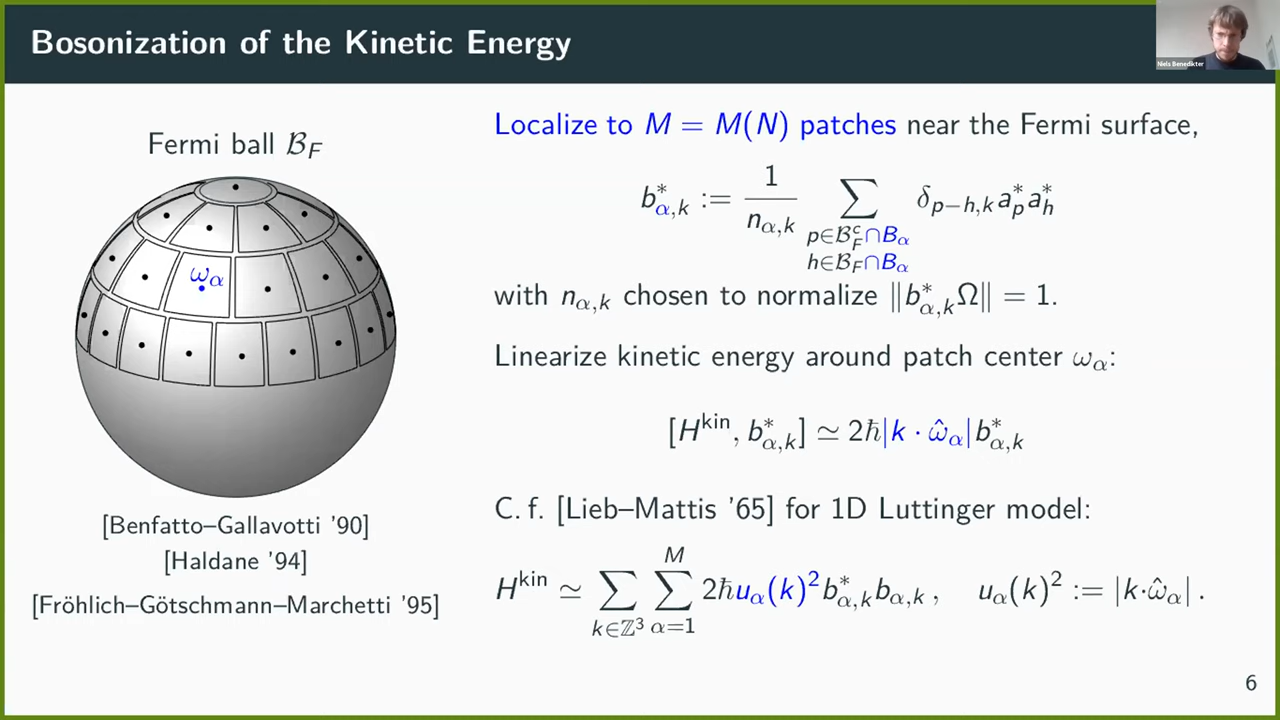 Bosonization of the Kinetic Energy
Niels Benedikter
Fermi ball ℬ_F
ω_α
[Benfatto–Gallavotti '90]
[Haldane '94]
[Fröhlich–Götschmann–Marchetti '95]
Localize to M = M(N) patches near the Fermi surface,
b*_{α,k} := 1/n_{α,k} ∑_{p∈ℬ_F^c∩B_α, h∈ℬ_F∩B_α} δ_{p−h,k} a*_p a*_h
with n_{α,k} chosen to normalize ‖b*_{α,k}Ω‖ = 1.
Linearize kinetic energy around patch center ω_α:
[H^kin, b*_{α,k}] ≃ 2ħ|k · ω̂_α|b*_{α,k}
C. f. [Lieb–Mattis '65] for 1D Luttinger model:
H^kin ≃ ∑_{k∈ℤ³} ∑_{α=1}^{M} 2ħu_α(k)² b*_{α,k} b_{α,k} , u_α(k)² := |k·ω̂_α| .
6